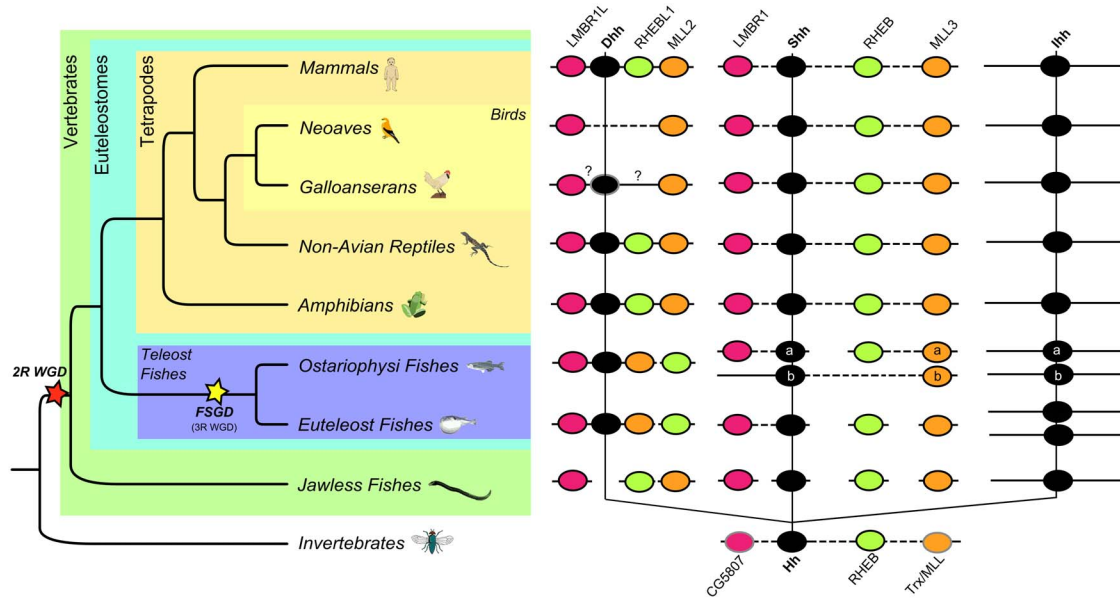 LMBR1L
Dhh
RHEBL1
MLL2
LMBR1
Shh
RHEB
MLL3
Ihh
Vertebrates
Euteleostomes
Tetrapodes
Mammals
Birds
Neoaves
Galloanserans
? ?
Non-Avian Reptiles
Amphibians
Teleost
Fishes
Ostariophysi Fishes
a a a
b b b
2R WGD
FSGD
(3R WGD)
Euteleost Fishes
Jawless Fishes
Invertebrates
CG5807
Hh
RHEB
Trx/MLL